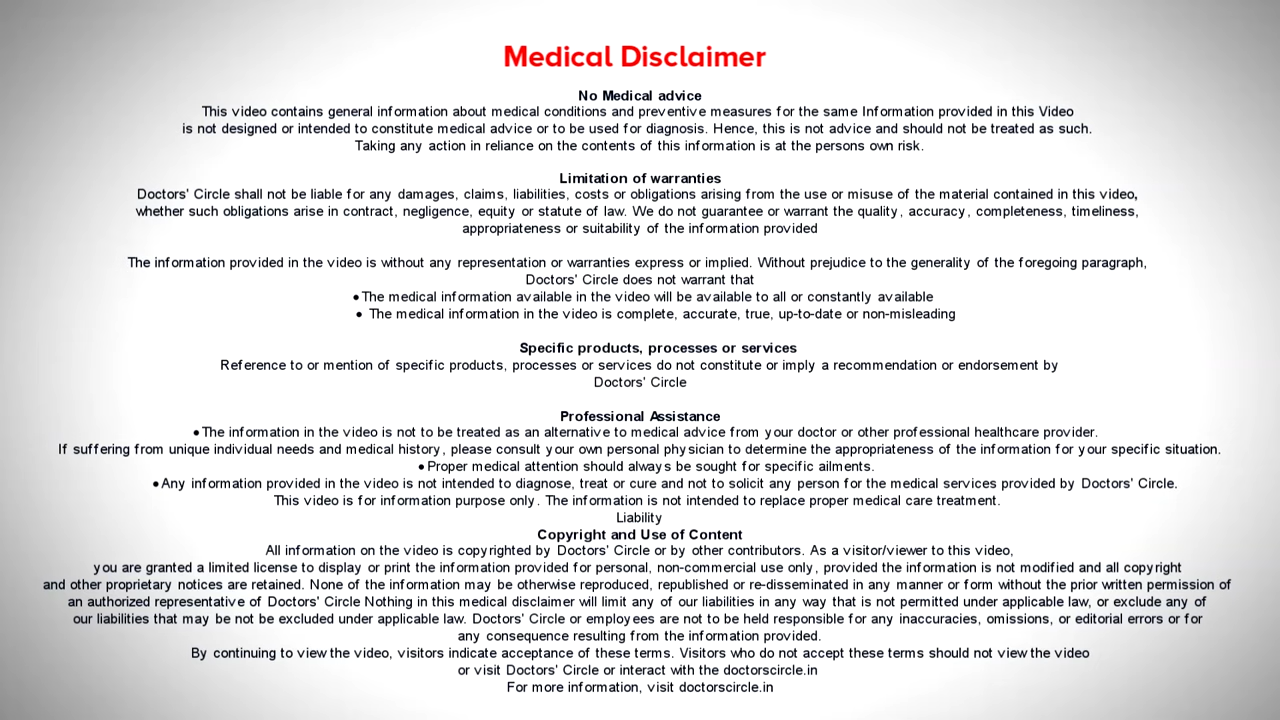 Medical Disclaimer
No Medical advice
This video contains general information about medical conditions and preventive measures for the same Information provided in this Video
is not designed or intended to constitute medical advice or to be used for diagnosis. Hence, this is not advice and should not be treated as such.
Taking any action in reliance on the contents of this information is at the persons own risk.
Limitation of warranties
Doctors' Circle shall not be liable for any damages, claims, liabilities, costs or obligations arising from the use or misuse of the material contained in this video,
whether such obligations arise in contract, negligence, equity or statute of law. We do not guarantee or warrant the quality, accuracy, completeness, timeliness,
appropriateness or suitability of the information provided
The information provided in the video is without any representation or warranties express or implied. Without prejudice to the generality of the foregoing paragraph,
Doctors' Circle does not warrant that
•The medical information available in the video will be available to all or constantly available
• The medical information in the video is complete, accurate, true, up-to-date or non-misleading
Specific products, processes or services
Reference to or mention of specific products, processes or services do not constitute or imply a recommendation or endorsement by
Doctors' Circle
Professional Assistance
•The information in the video is not to be treated as an alternative to medical advice from your doctor or other professional healthcare provider.
If suffering from unique individual needs and medical history, please consult your own personal physician to determine the appropriateness of the information for your specific situation.
•Proper medical attention should always be sought for specific ailments.
•Any information provided in the video is not intended to diagnose, treat or cure and not to solicit any person for the medical services provided by Doctors' Circle.
This video is for information purpose only. The information is not intended to replace proper medical care treatment.
Liability
Copyright and Use of Content
All information on the video is copyrighted by Doctors' Circle or by other contributors. As a visitor/viewer to this video,
you are granted a limited license to display or print the information provided for personal, non-commercial use only, provided the information is not modified and all copyright
and other proprietary notices are retained. None of the information may be otherwise reproduced, republished or re-disseminated in any manner or form without the prior written permission of
an authorized representative of Doctors' Circle Nothing in this medical disclaimer will limit any of our liabilities in any way that is not permitted under applicable law, or exclude any of
our liabilities that may be not be excluded under applicable law. Doctors' Circle or employees are not to be held responsible for any inaccuracies, omissions, or editorial errors or for
any consequence resulting from the information provided.
By continuing to view the video, visitors indicate acceptance of these terms. Visitors who do not accept these terms should not view the video
or visit Doctors' Circle or interact with the doctorscircle.in
For more information, visit doctorscircle.in